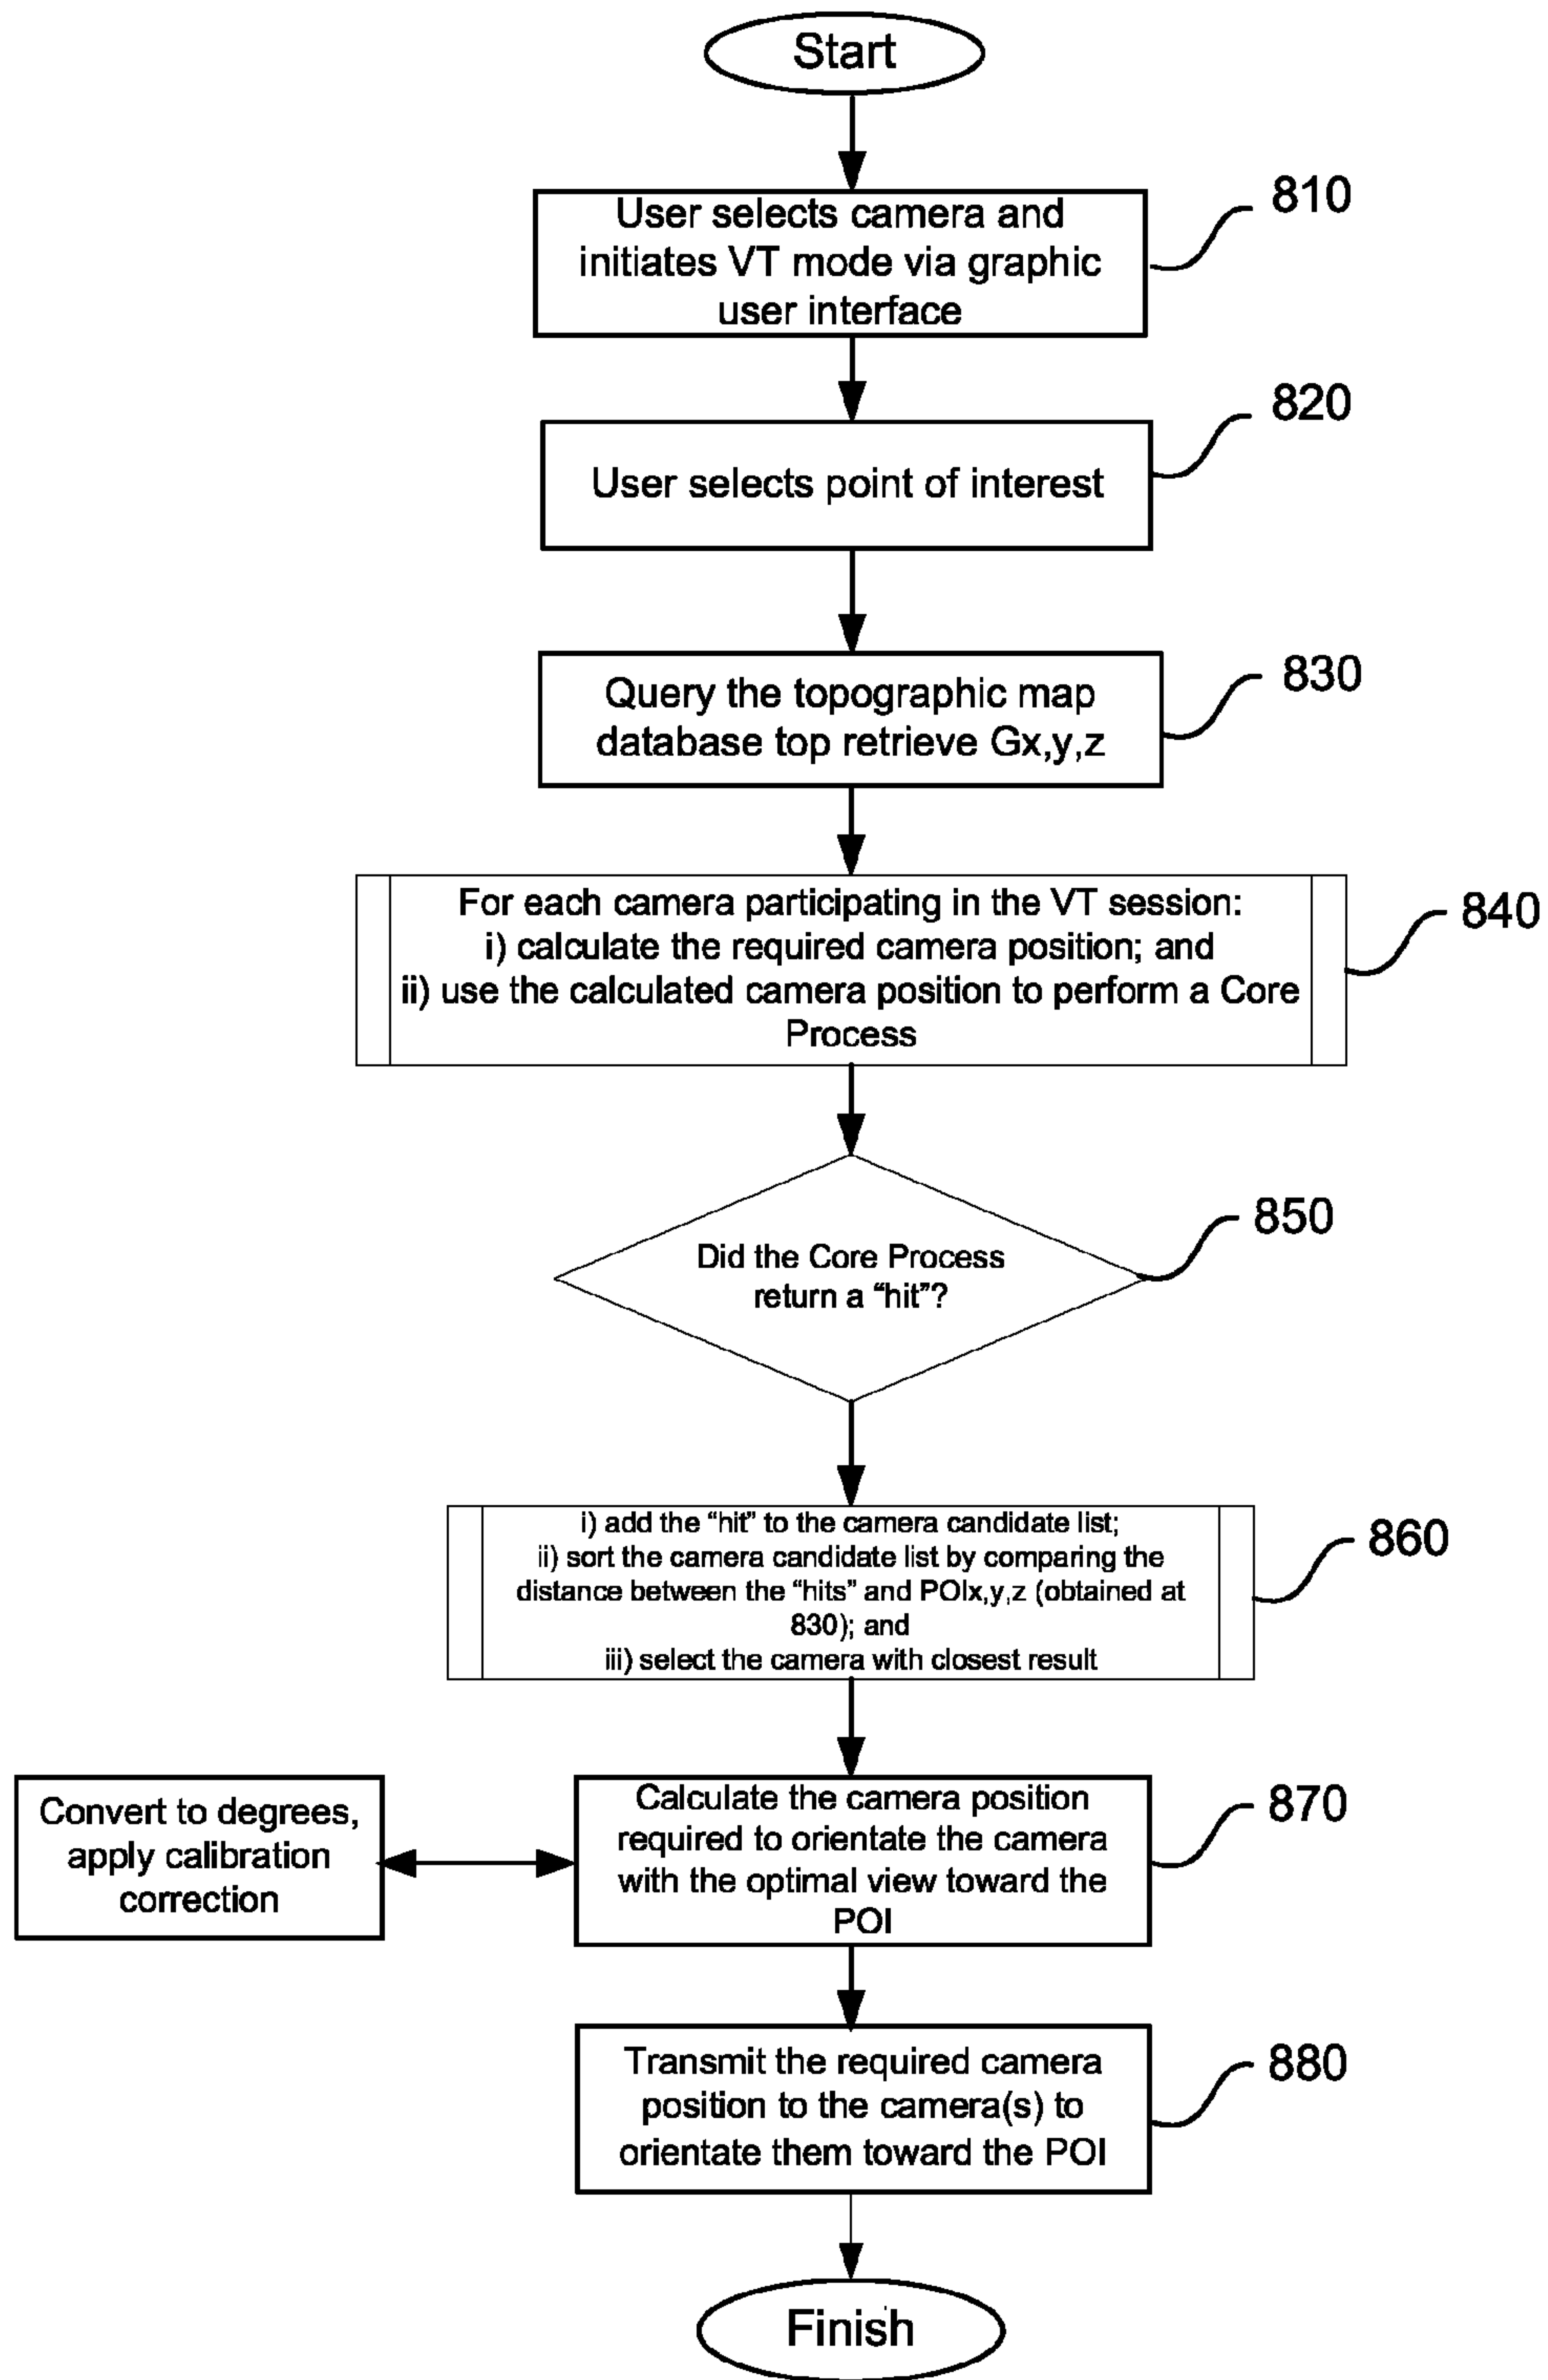 Start
User selects camera and
initiates VT mode via graphic
user interface
810
User selects point of interest
820
Query the topographic map
database top retrieve Gx,y,z
830
For each camera participating in the VT session:
i) calculate the required camera position; and
ii) use the calculated camera position to perform a Core
Process
840
Did the Core Process
return a “hit”?
850
i) add the “hit” to the camera candidate list;
ii) sort the camera candidate list by comparing the
distance between the “hits” and POIx,y,z (obtained at
830); and
iii) select the camera with closest result
860
Convert to degrees,
apply calibration
correction
Calculate the camera position
required to orientate the camera
with the optimal view toward the
POI
870
Transmit the required camera
position to the camera(s) to
orientate them toward the POI
880
Finish